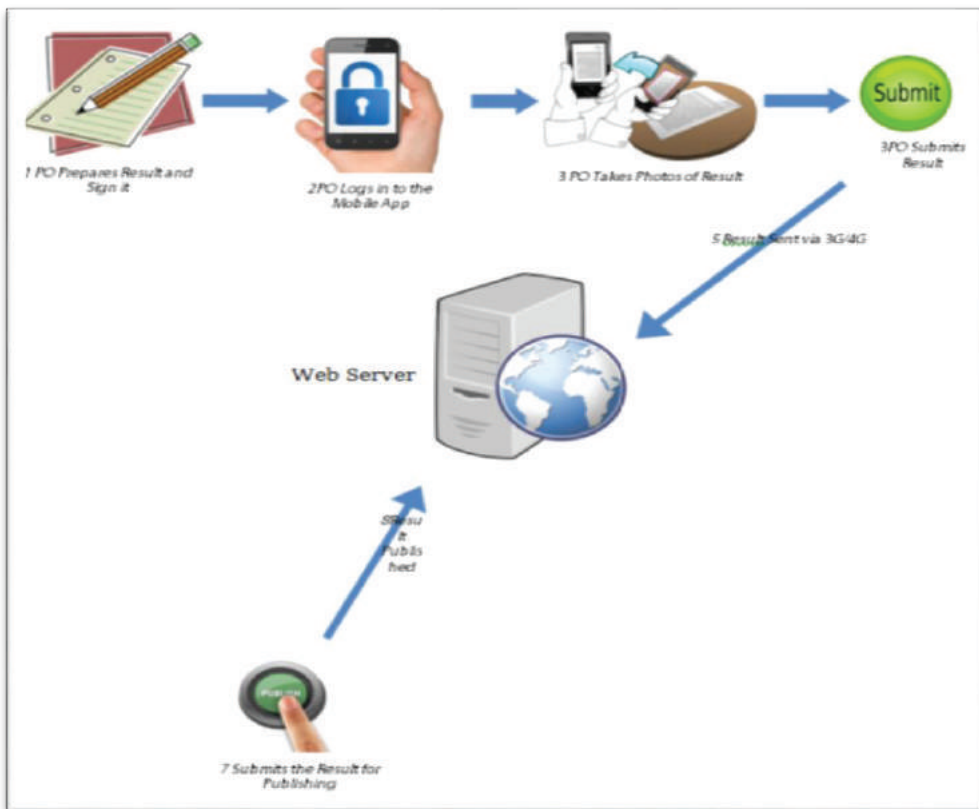 Submit
1 PO Prepares Result and
Sign it
2PO Logs in to the
Mobile App
3 PO Takes Photos of Result
3PO Submits
Result
5 Result Sent via 3G/4G
Web Server
8Resu
lt
Publis
hed
PUBLISH
7 Submits the Result for
Publishing